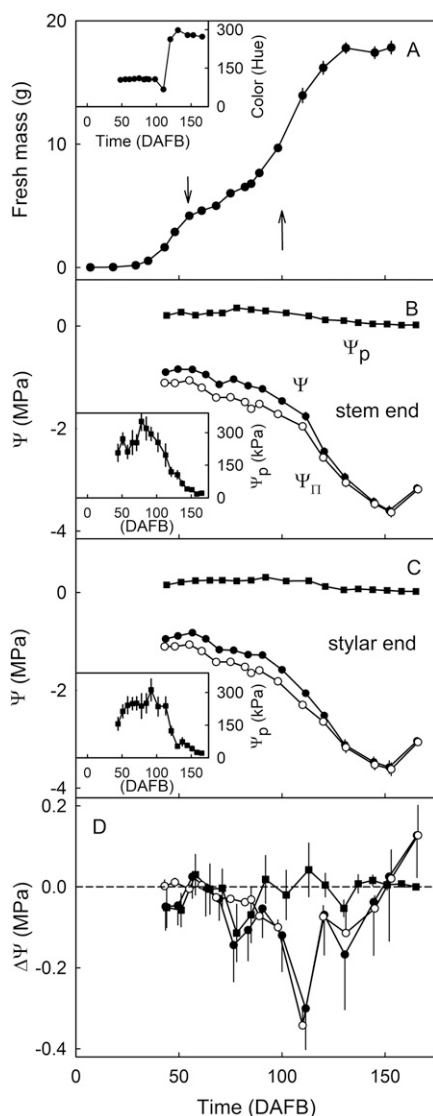 20
10
0
Fresh mass (g)
A
300
150
0
Color (Hue)
0 50 100 150
Time (DAFB)
0
-2
-4
Ψ (MPa)
B
Ψp
Ψ
ΨΠ
stem end
300
150
0
Ψp (kPa)
0 50 100 150
(DAFB)
0
-2
-4
Ψ (MPa)
C
stylar end
300
150
0
Ψp (kPa)
0 50 100 150
(DAFB)
D
0.2
0.0
-0.2
-0.4
ΔΨ (MPa)
0 50 100 150
Time (DAFB)